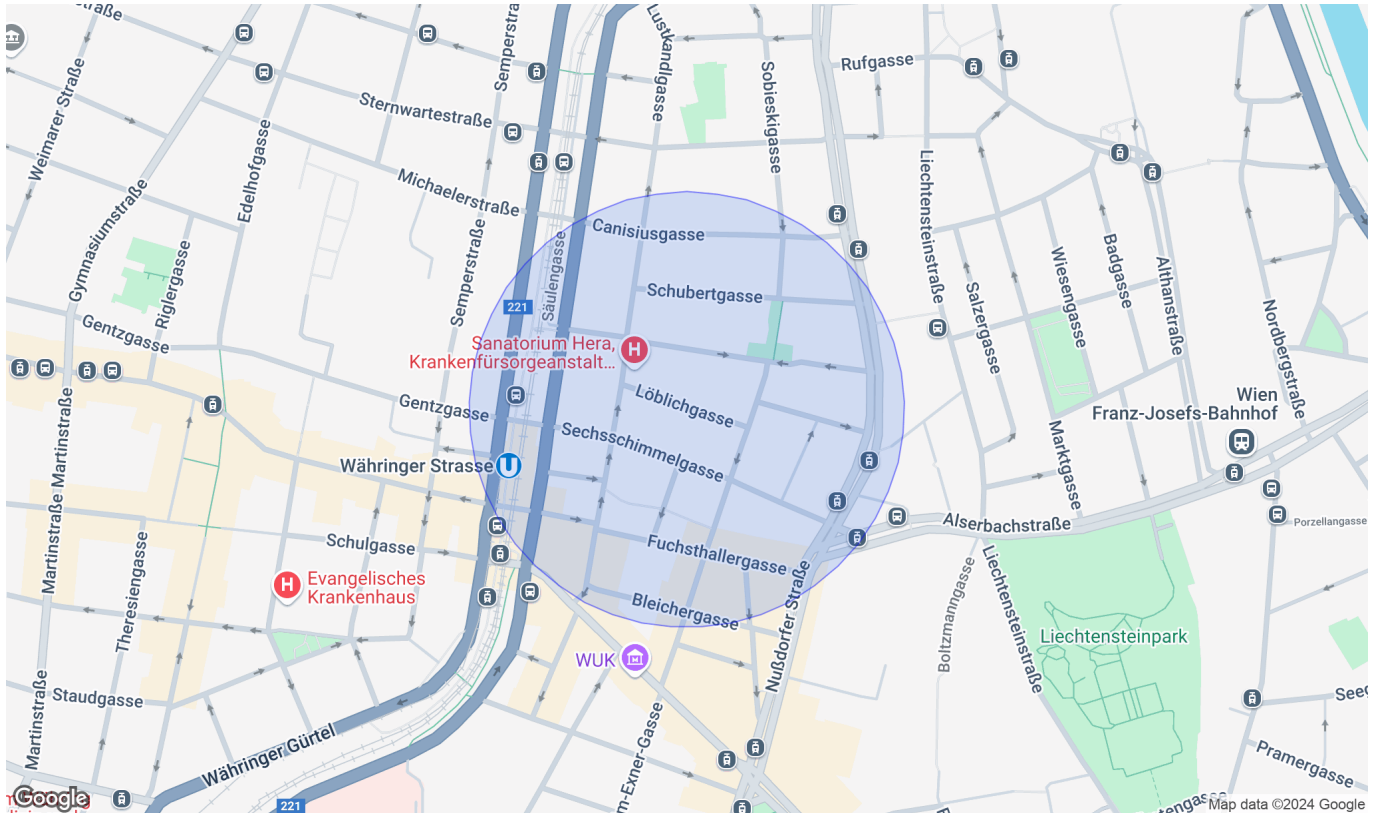 Semperstraße
Lustkandlgasse
Sobieskigasse
Rufgasse
Weimarer Straße
Sternwartestraße
Edelhofgasse
Michaelerstraße
Liechtensteinstraße
Gymnasiumstraße
Canisiusgasse
Säulengasse
Semperstraße
Riglergasse
Schubertgasse
221
Salzergasse
Wiesengasse
Badgasse
Althanstraße
Nordbergstraße
Gentzgasse
Sanatorium Hera,
Krankenfürsorgeanstalt...
H
Löblichgasse
Gentzgasse
Sechsschimmelgasse
Wien
Franz-Josefs-Bahnhof
Marktgasse
Martinstraße
Martinstraße
Währinger Strasse
U
Alserbachstraße
Porzellangasse
Schulgasse
Fuchsthallergasse
Theresiengasse
H
Evangelisches
Krankenhaus
Bleichergasse
Nußdorfer Straße
Boltzmanngasse
Liechtensteinstraße
Liechtensteinpark
WUK
Staudgasse
Martinstraße
Währinger Gürtel
Pramergasse
221
Google
Map data ©2024 Google